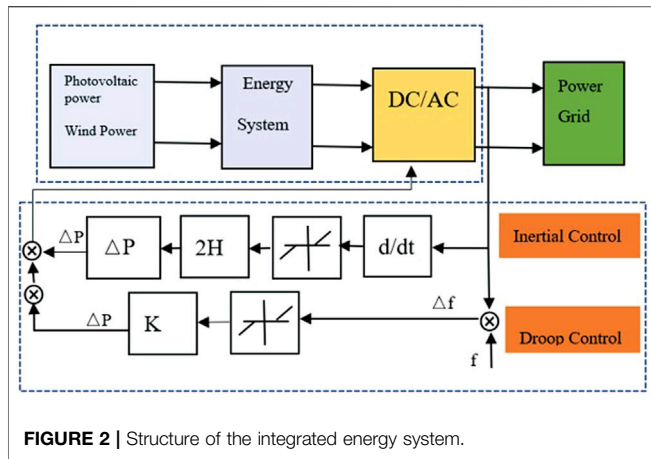 Photovoltaic
power
Wind Power
Energy
System
DC/AC
Power
Grid
Inertial Control
△P
△P
2H
d/dt
△f
△P
K
Droop Control
f
FIGURE 2 | Structure of the integrated energy system.